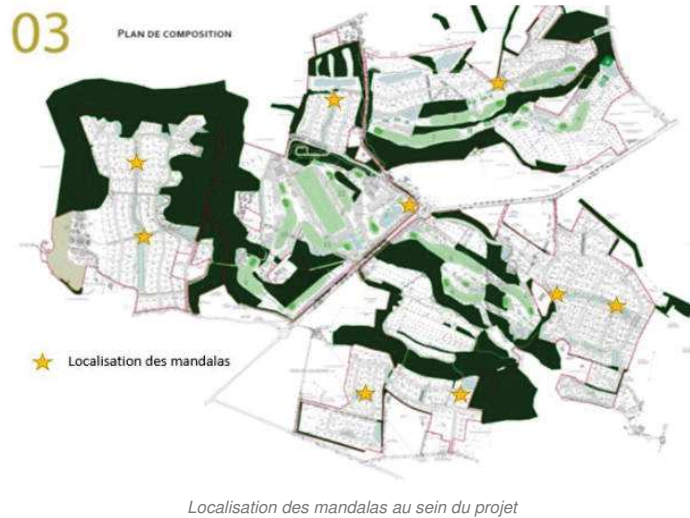 03
PLAN DE COMPOSITION
Localisation des mandalas
Localisation des mandalas au sein du projet